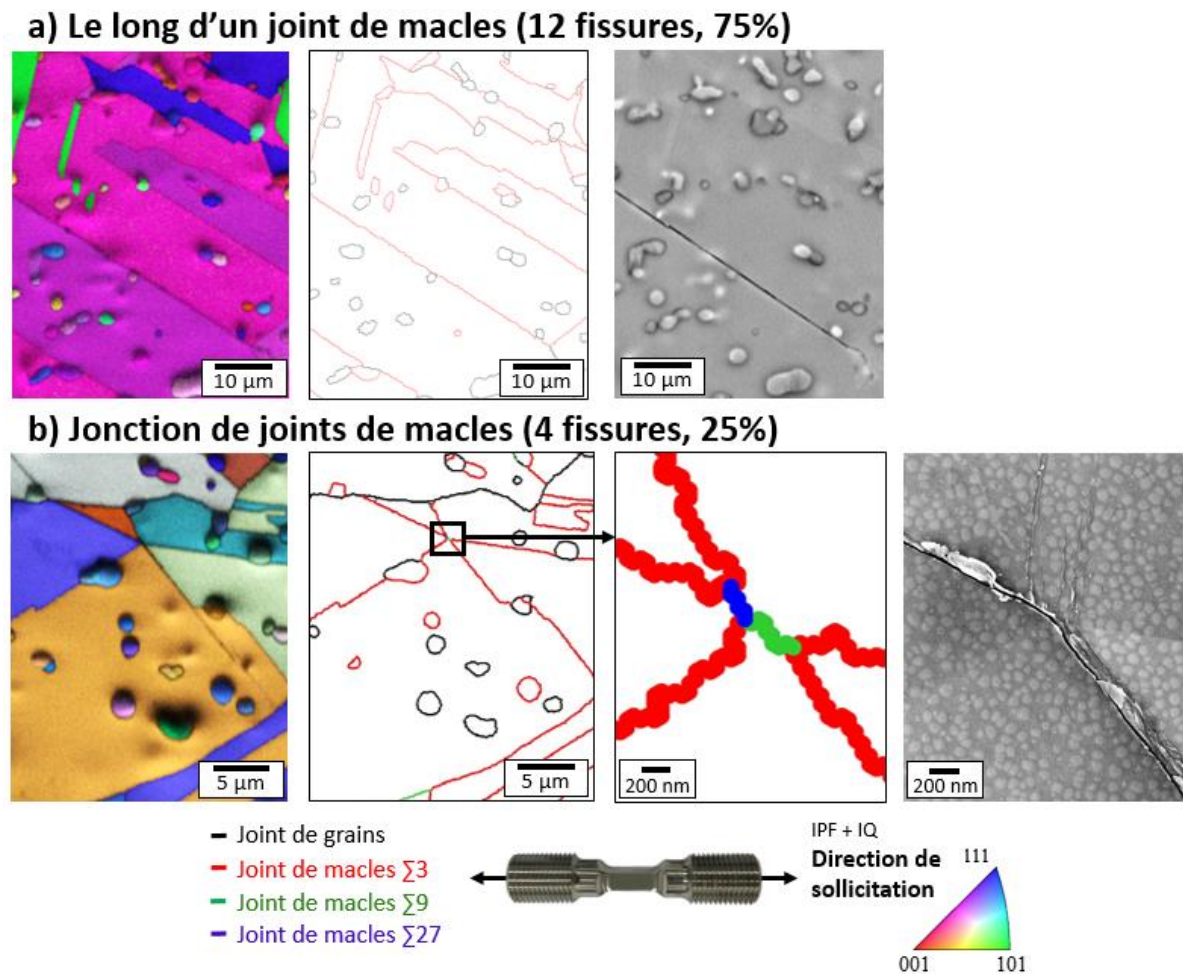 a) Le long d'un joint de macles (12 fissures, 75%)
10 µm
10 µm
10 µm
b) Jonction de joints de macles (4 fissures, 25%)
5 µm
5 µm
200 nm
200 nm
Joint de grains
Joint de macles ∑3
Joint de macles ∑9
Joint de macles ∑27
IPF + IQ
Direction de
sollicitation
111
001
101